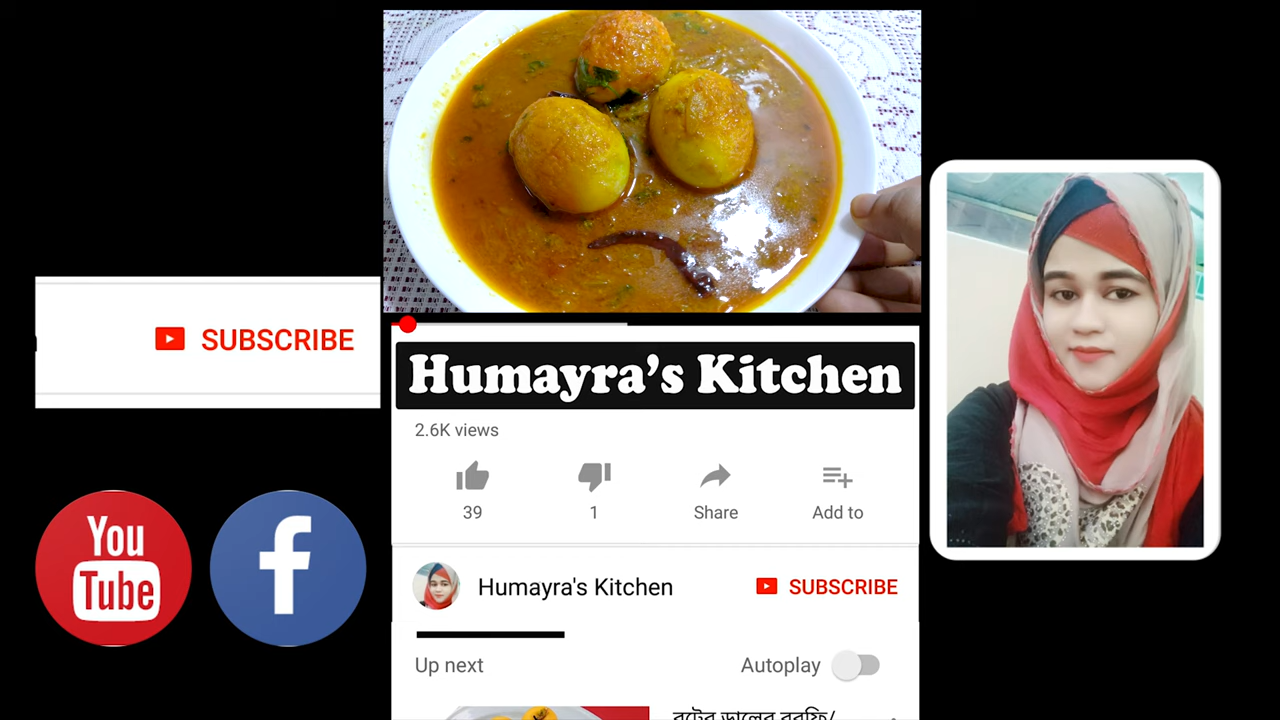 SUBSCRIBE
Humayra's Kitchen
2.6K views
39
1
Share
Add to
You
Tube
f
Humayra's Kitchen
SUBSCRIBE
Up next
Autoplay